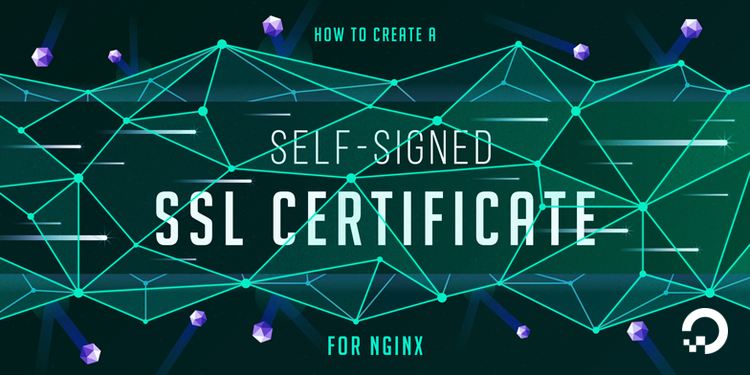 HOW TO CREATE A
SELF-SIGNED
SSL CERTIFICATE
FOR NGINX